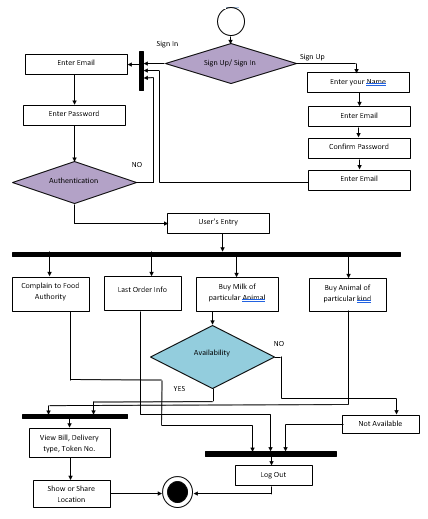 Sign In
Sign Up/ Sign In
Sign Up
Enter Email
Enter your Name
Enter Password
Enter Email
Confirm Password
NO
Authentication
Enter Email
User's Entry
Complain to Food
Authority
Last Order Info
Buy Milk of
particular Animal
Buy Animal of
particular kind
Availability
NO
YES
Not Available
View Bill, Delivery
type, Token No.
Log Out
Show or Share
Location